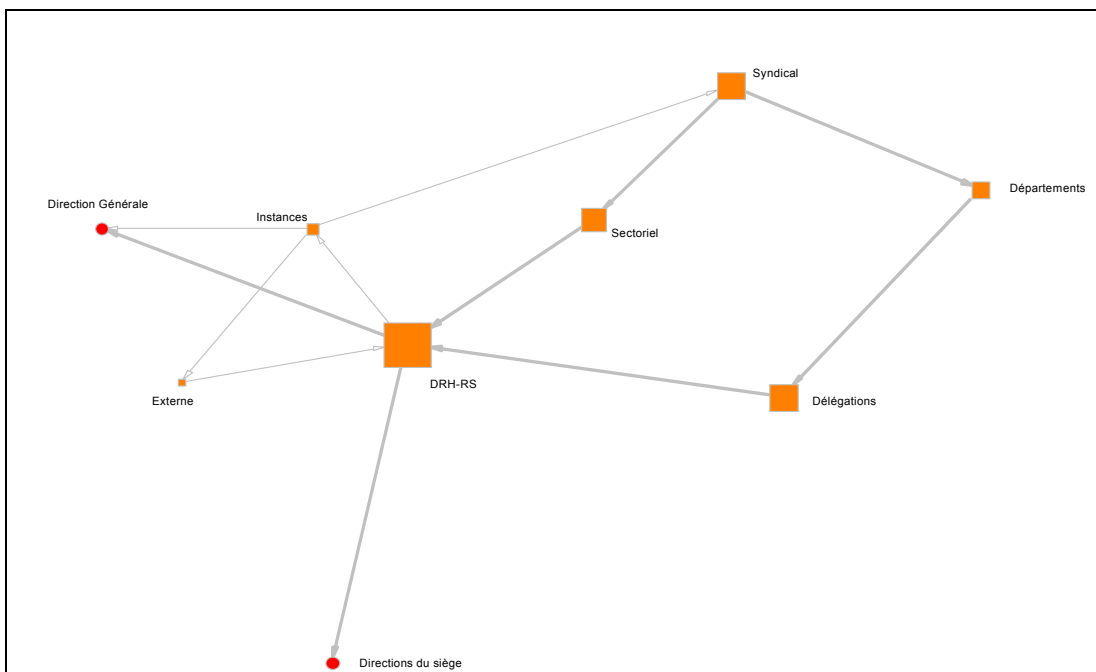 Syndical
Départements
Direction Générale
Instances
Sectoriel
DRH-RS
Externe
Délégations
Directions du siège